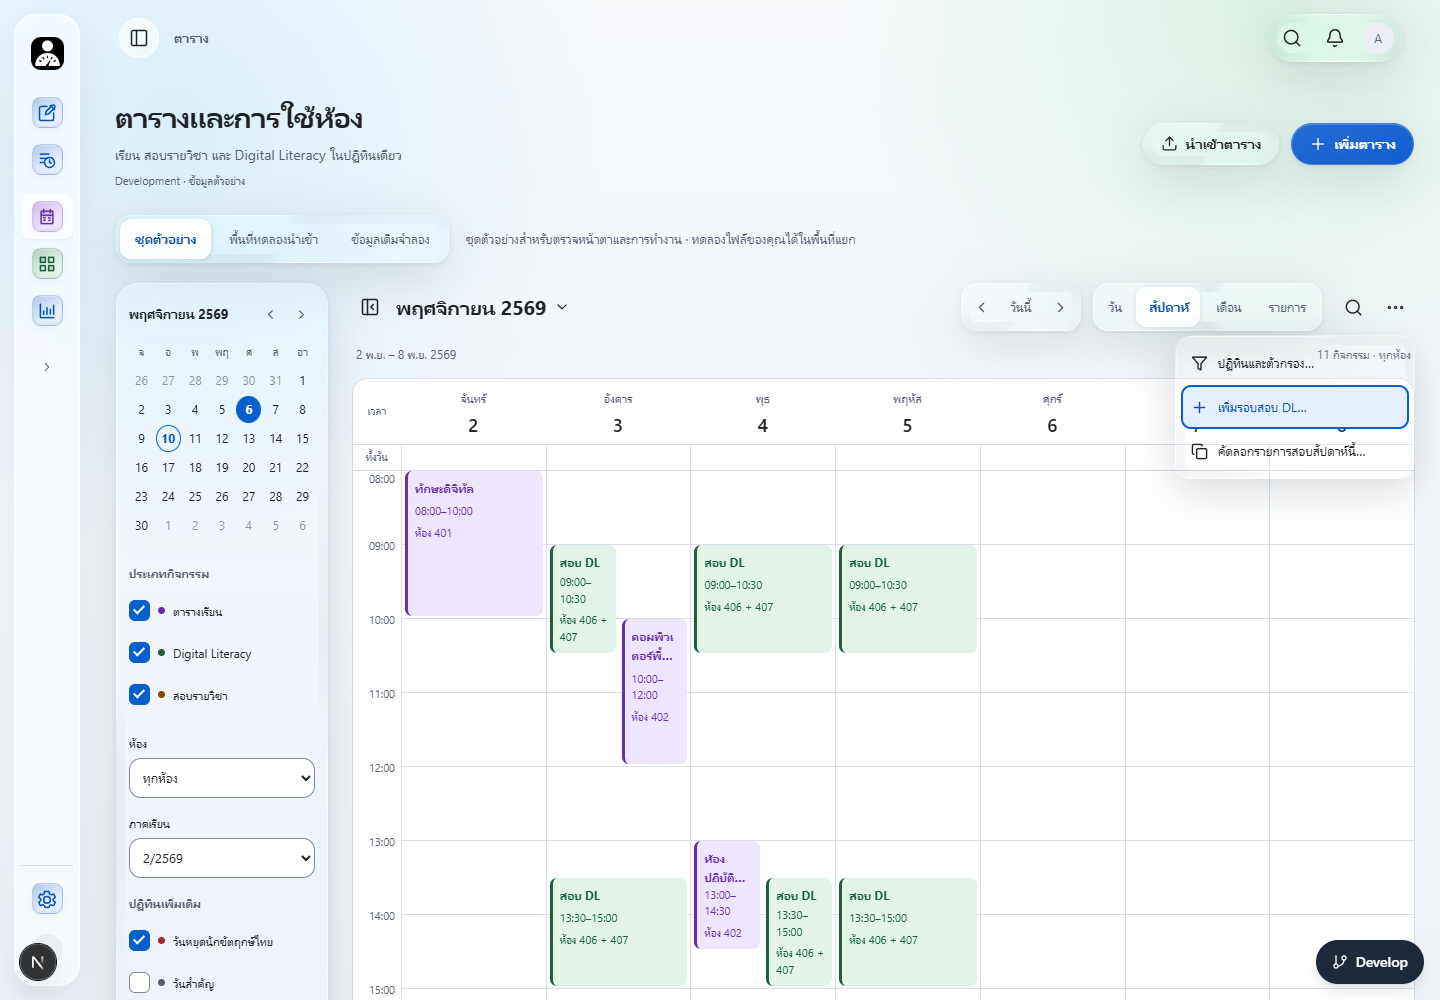 ตาราง
A
ตารางและการใช้ห้อง
เรียน สอบรายวิชา และ Digital Literacy ในปฏิทินเดียว
Development · ข้อมูลตัวอย่าง
นำเข้าตาราง
เพิ่มตาราง
ชุดตัวอย่าง พื้นที่ทดลองนำเข้า ข้อมูลเดิมจำลอง
ชุดตัวอย่างสำหรับตรวจหน้าตาและการทำงาน · ทดลองไฟล์ของคุณได้ในพื้นที่แยก
พฤศจิกายน 2569
จ อ พ พฤ ศ ส อา
26 27 28 29 30 31 1
2 3 4 5 6 7 8
9 10 11 12 13 14 15
16 17 18 19 20 21 22
23 24 25 26 27 28 29
30 1 2 3 4 5 6
ประเภทกิจกรรม
ตารางเรียน
Digital Literacy
สอบรายวิชา
ห้อง
ทุกห้อง
ภาคเรียน
2/2569
ปฏิทินเพิ่มเติม
วันหยุดนักขัตฤกษ์ไทย
วันสำคัญ
N
พฤศจิกายน 2569
วันนี้
วัน สัปดาห์ เดือน รายการ
2 พ.ย. – 8 พ.ย. 2569
11 กิจกรรม · ทุกห้อง
ปฏิทินและตัวกรอง...
เพิ่มรอบสอบ DL...
คัดลอกรายการสอบสัปดาห์นี้...
เวลา
จันทร์
2
อังคาร
3
พุธ
4
พฤหัส
5
ศุกร์
6
ทั้งวัน
08:00
09:00
10:00
11:00
12:00
13:00
14:00
15:00
ทักษะดิจิทัล
08:00–10:00
ห้อง 401
สอบ DL
09:00–
10:30
ห้อง 406 +
407
คอมพิวเ
ตอร์พื้...
10:00–
12:00
ห้อง 402
สอบ DL
13:30–15:00
ห้อง 406 + 407
สอบ DL
09:00–10:30
ห้อง 406 + 407
ห้อง
ปฏิบัติ...
13:00–
14:30
ห้อง 402
สอบ DL
13:30–
15:00
ห้อง 406 +
407
สอบ DL
09:00–10:30
ห้อง 406 + 407
สอบ DL
13:30–15:00
ห้อง 406 + 407
Develop